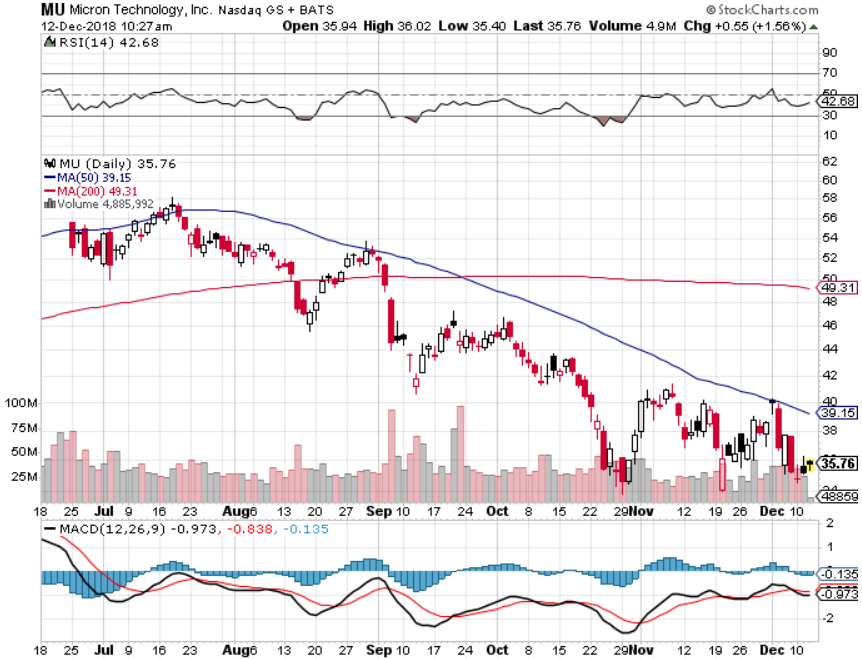 MU Micron Technology, Inc. Nasdaq GS + BATS © StockCharts.com
12-Dec-2018 10:27am Open 35.94 High 36.02 Low 35.40 Last 35.76 Volume 4.9M Chg +0.55 (+1.56%)
RSI(14) 42.68
90
70
50
42.68
30
10
MU (Daily) 35.76
MA(50) 39.15
MA(200) 49.31
Volume 4,885,992
62
60
58
56
54
52
50
49.31
48
46
44
42
40
39.15
38
35.76
100M
75M
50M
25M
18 25 Jul 9 16 23 Aug 6 13 20 27 Sep 10 17 24 Oct 8 15 22 29 Nov 12 19 26 Dec 10
MACD(12,26,9) -0.973, -0.838, -0.135
2
1
-0.135
-0.973
-2
18 25 Jul 9 16 23 Aug 6 13 20 27 Sep 10 17 24 Oct 8 15 22 29 Nov 12 19 26 Dec 10